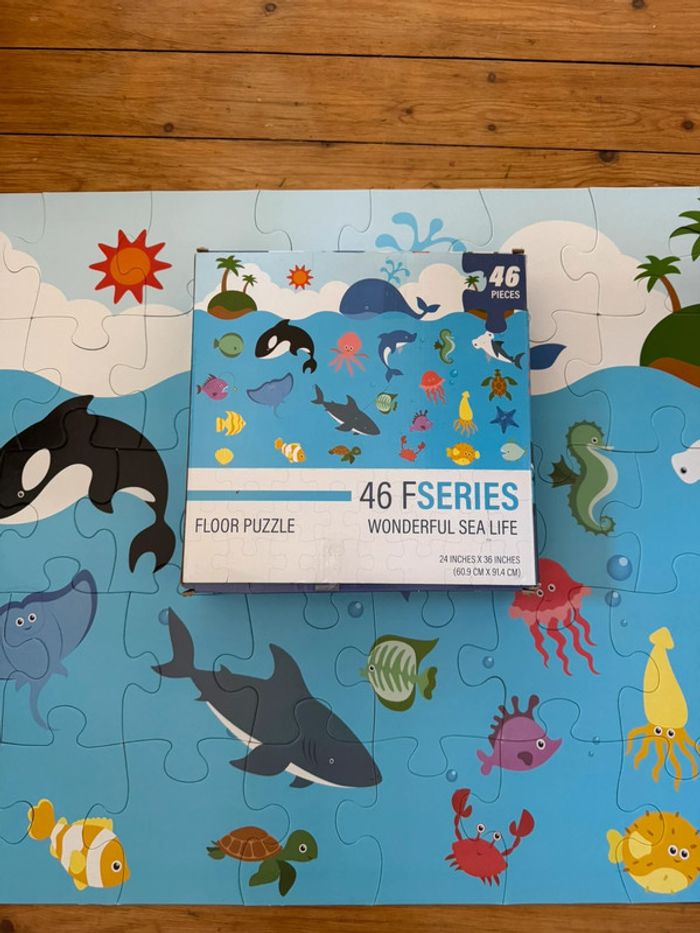 46
PIECES
46 FSERIES
FLOOR PUZZLE
WONDERFUL SEA LIFE
24 INCHES X 36 INCHES
(60.9 CM X 91.4 CM)